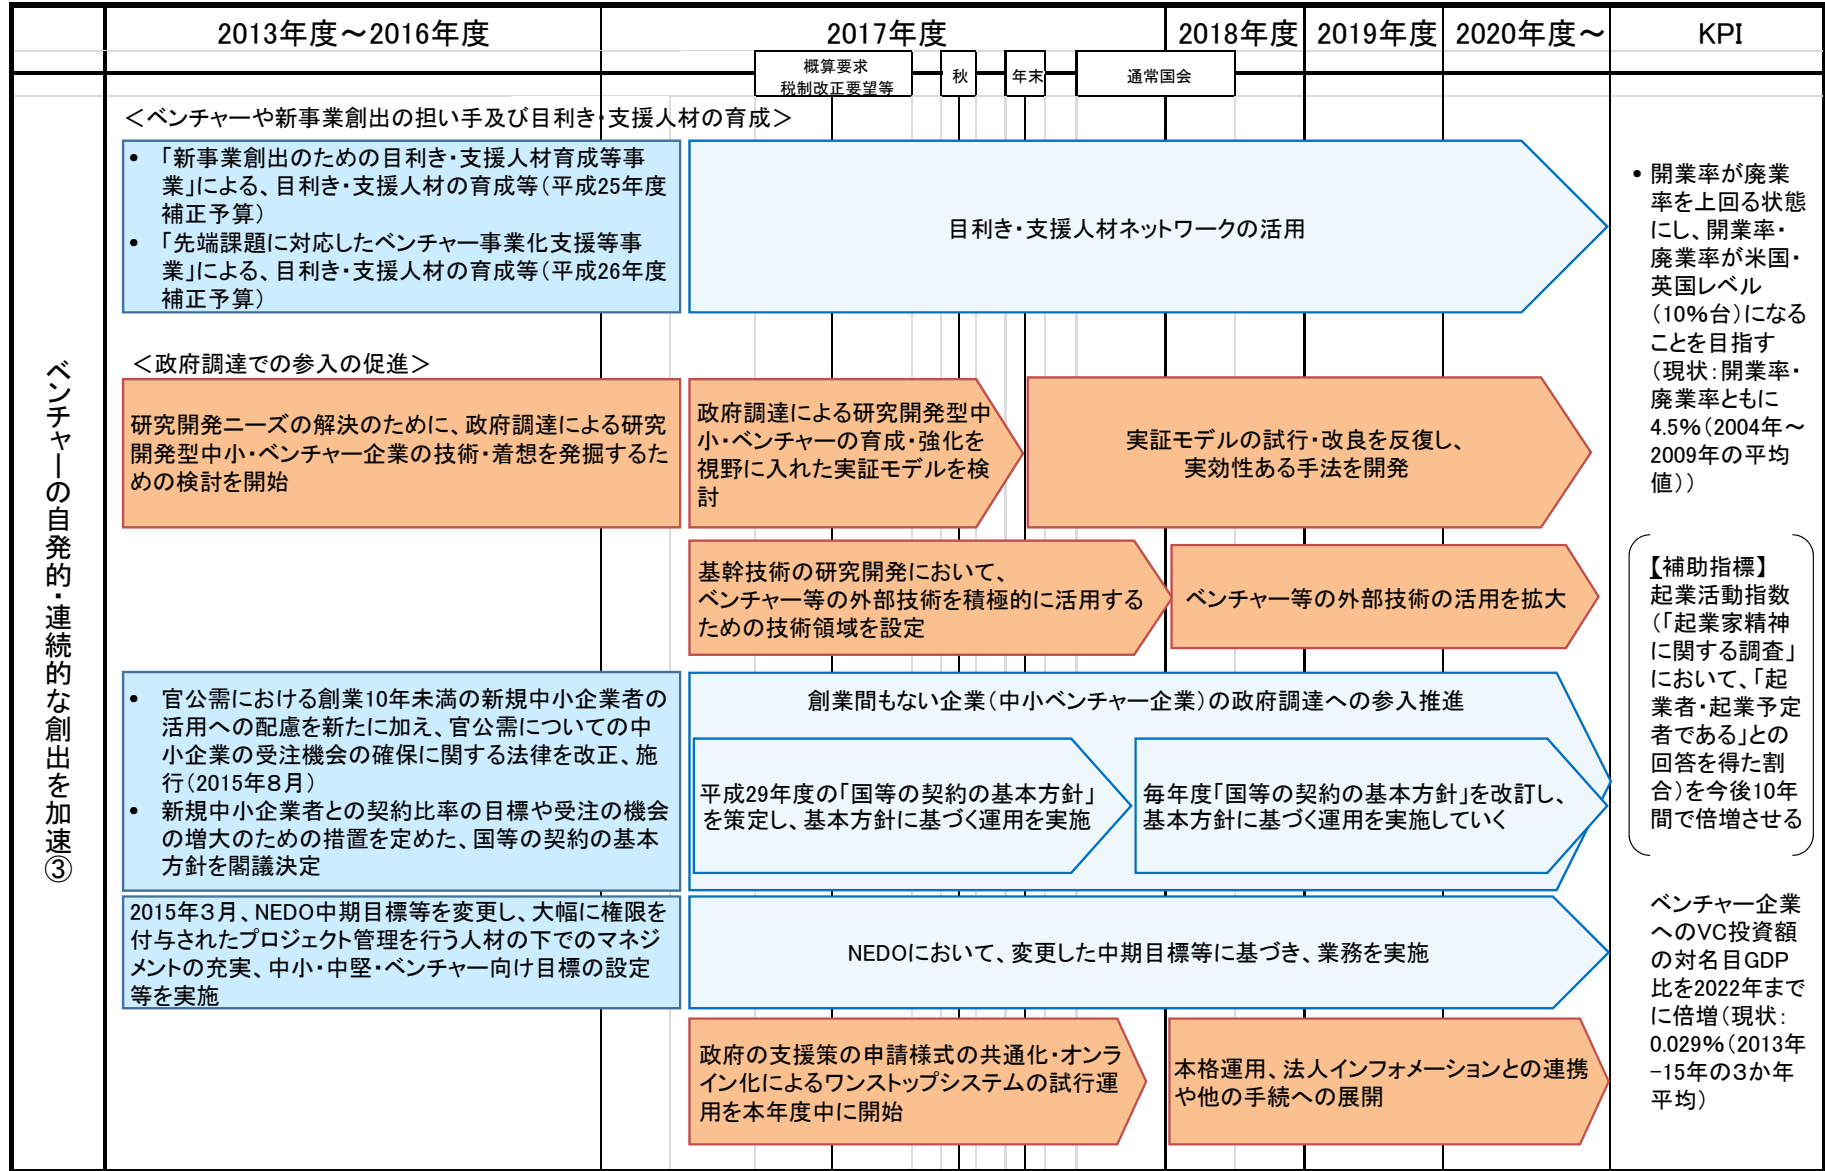 2013年度～2016年度
2017年度
2018年度
2019年度
2020年度～
KPI
概算要求
税制改正要望等
秋
年末
通常国会
ベンチャーの自発的・連続的な創出を加速③
＜ベンチャーや新事業創出の担い手及び目利き・支援人材の育成＞
• 「新事業創出のための目利き・支援人材育成等事
業」による、目利き・支援人材の育成等（平成25年度
補正予算）
• 「先端課題に対応したベンチャー事業化支援等事
業」による、目利き・支援人材の育成等（平成26年度
補正予算）
目利き・支援人材ネットワークの活用
＜政府調達での参入の促進＞
研究開発ニーズの解決のために、政府調達による研究
開発型中小・ベンチャー企業の技術・着想を発掘するた
めの検討を開始
政府調達による研究開発型中
小・ベンチャーの育成・強化を
視野に入れた実証モデルを検
討
実証モデルの試行・改良を反復し、
実効性ある手法を開発
基幹技術の研究開発において、
ベンチャー等の外部技術を積極的に活用する
ための技術領域を設定
ベンチャー等の外部技術の活用を拡大
• 官公需における創業10年未満の新規中小企業者の
活用への配慮を新たに加え、官公需についての中
小企業の受注機会の確保に関する法律を改正、施
行（2015年８月）
• 新規中小企業者との契約比率の目標や受注の機会
の増大のための措置を定めた、国等の契約の基本
方針を閣議決定
創業間もない企業（中小ベンチャー企業）の政府調達への参入推進
平成29年度の「国等の契約の基本方針」
を策定し、基本方針に基づく運用を実施
毎年度「国等の契約の基本方針」を改訂し、
基本方針に基づく運用を実施していく
2015年３月、NEDO中期目標等を変更し、大幅に権限を
付与されたプロジェクト管理を行う人材の下でのマネジ
メントの充実、中小・中堅・ベンチャー向け目標の設定
等を実施
NEDOにおいて、変更した中期目標等に基づき、業務を実施
政府の支援策の申請様式の共通化・オンラ
イン化によるワンストップシステムの試行運
用を本年度中に開始
本格運用、法人インフォメーションとの連携
や他の手続への展開
• 開業率が廃業
率を上回る状態
にし、開業率・
廃業率が米国・
英国レベル
（10％台）になる
ことを目指す
（現状：開業率・
廃業率ともに
4.5％（2004年～
2009年の平均
値））
【補助指標】
起業活動指数
（「起業家精神
に関する調査」
において、「起
業者・起業予定
者である」との
回答を得た割
合）を今後10年
間で倍増させる
ベンチャー企業
へのVC投資額
の対名目GDP
比を2022年まで
に倍増（現状：
0.029％（2013年
-15年の３か年
平均）